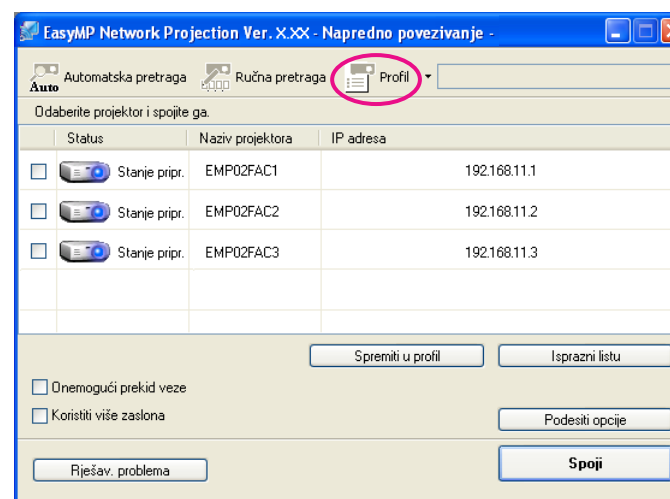 EasyMP Network Projection Ver. X.XX - Napredno povezivanje -
Auto Automatska pretraga Ručna pretraga Profil
Odaberite projektor i spojite ga.
Status Naziv projektora IP adresa
Stanje pripr. EMP02FAC1 192.168.11.1
Stanje pripr. EMP02FAC2 192.168.11.2
Stanje pripr. EMP02FAC3 192.168.11.3
Spremiti u profil Isprazni listu
Onemogući prekid veze
Koristiti više zaslona
Podesiti opcije
Rješav. problema Spoji